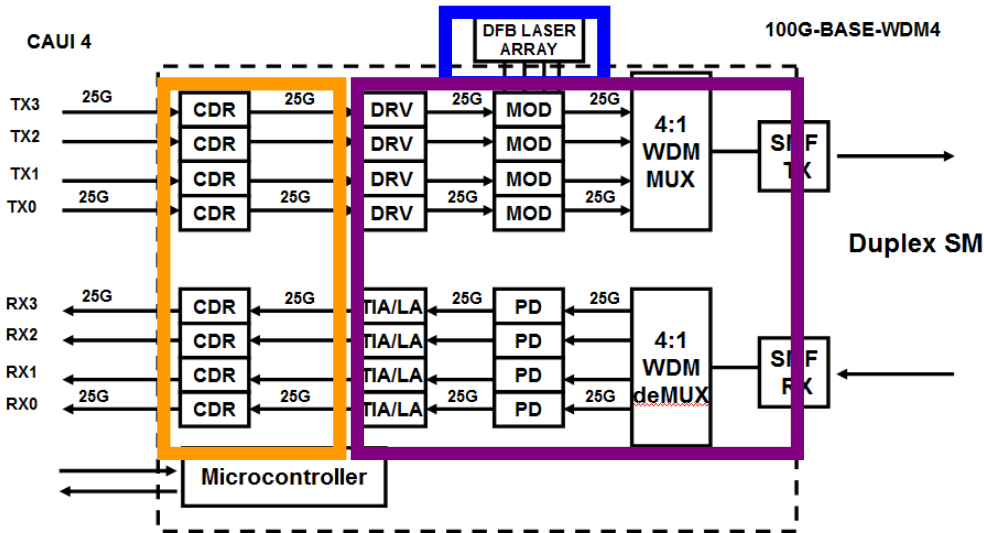 CAUI 4
DFB LASER
ARRAY
100G-BASE-WDM4
TX3 25G CDR 25G DRV 25G MOD 25G
TX2 CDR DRV MOD
TX1 CDR DRV MOD
TX0 25G CDR 25G DRV 25G MOD 25G
4:1
WDM
MUX
SMF
TX
Duplex SM
RX3 25G CDR 25G TIA/LA 25G PD 25G
RX2 CDR TIA/LA PD
RX1 CDR TIA/LA PD
RX0 25G CDR 25G TIA/LA 25G PD 25G
4:1
WDM
deMUX
SMF
RX
Microcontroller